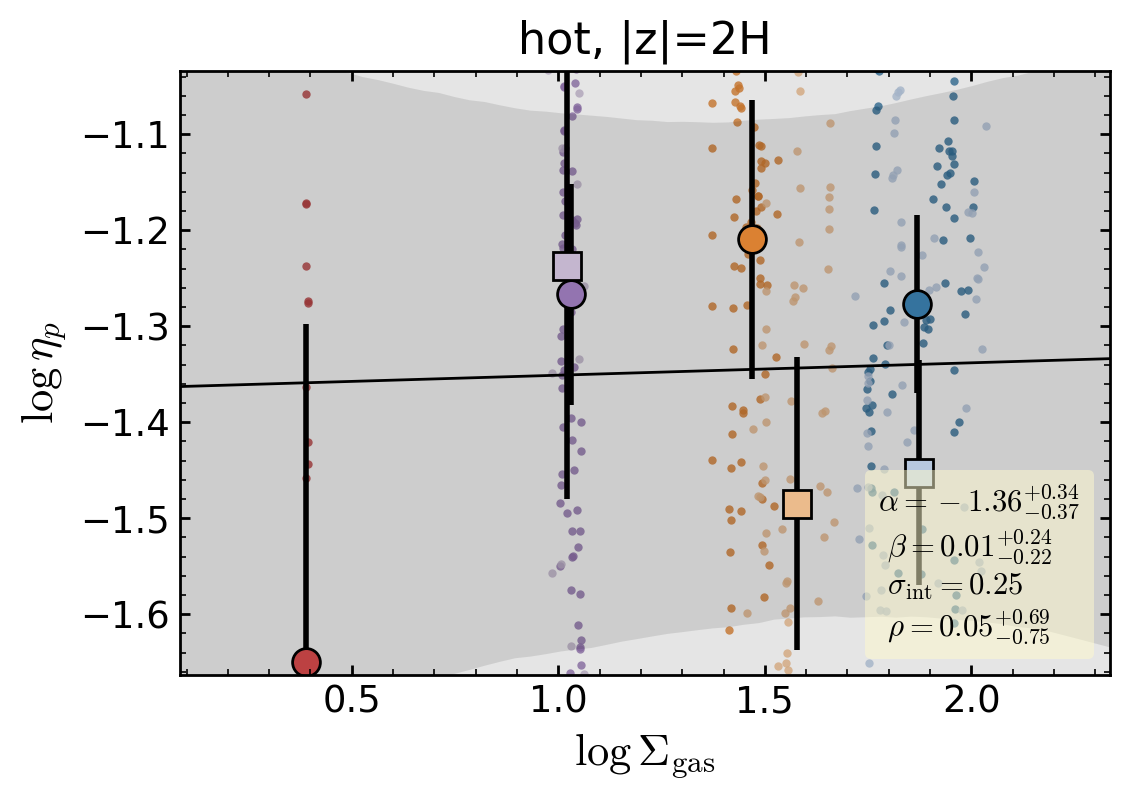 hot, |z|=2H
−1.1
−1.2
−1.3
−1.4
−1.5
−1.6
log η_p
α = −1.36^{+0.34}_{−0.37}
β = 0.01^{+0.24}_{−0.22}
σ_int = 0.25
ρ = 0.05^{+0.69}_{−0.75}
0.5 1.0 1.5 2.0
log Σ_gas